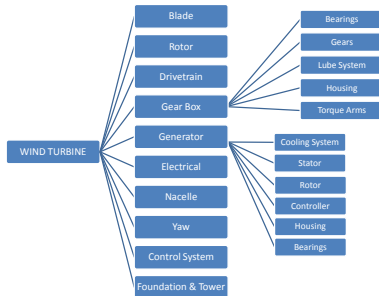 WIND TURBINE
Blade
Rotor
Drivetrain
Gear Box
Generator
Electrical
Nacelle
Yaw
Control System
Foundation & Tower
Bearings
Gears
Lube System
Housing
Torque Arms
Cooling System
Stator
Rotor
Controller
Housing
Bearings